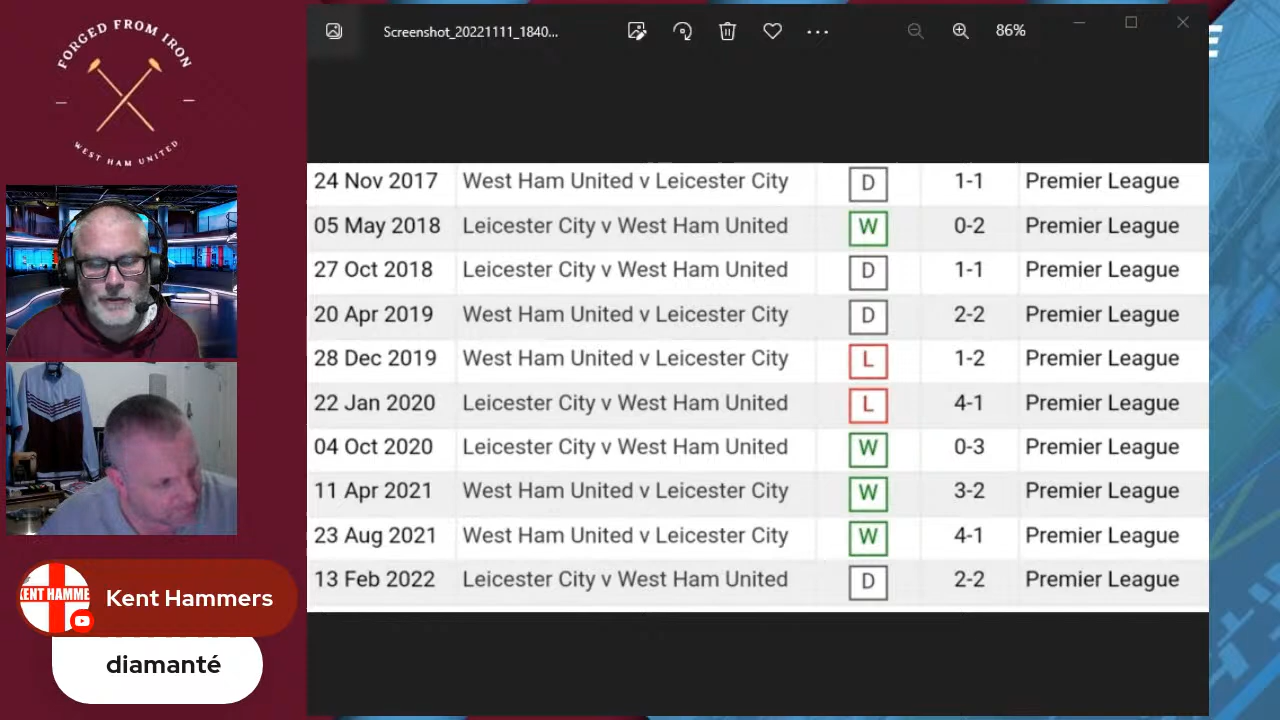 FORGED FROM IRON
WEST HAM UNITED
Screenshot_20221111_1840...
86%
24 Nov 2017 West Ham United v Leicester City D 1-1 Premier League
05 May 2018 Leicester City v West Ham United W 0-2 Premier League
27 Oct 2018 Leicester City v West Ham United D 1-1 Premier League
20 Apr 2019 West Ham United v Leicester City D 2-2 Premier League
28 Dec 2019 West Ham United v Leicester City L 1-2 Premier League
22 Jan 2020 Leicester City v West Ham United L 4-1 Premier League
04 Oct 2020 Leicester City v West Ham United W 0-3 Premier League
11 Apr 2021 West Ham United v Leicester City W 3-2 Premier League
23 Aug 2021 West Ham United v Leicester City W 4-1 Premier League
13 Feb 2022 Leicester City v West Ham United D 2-2 Premier League
Kent Hammers
diamanté